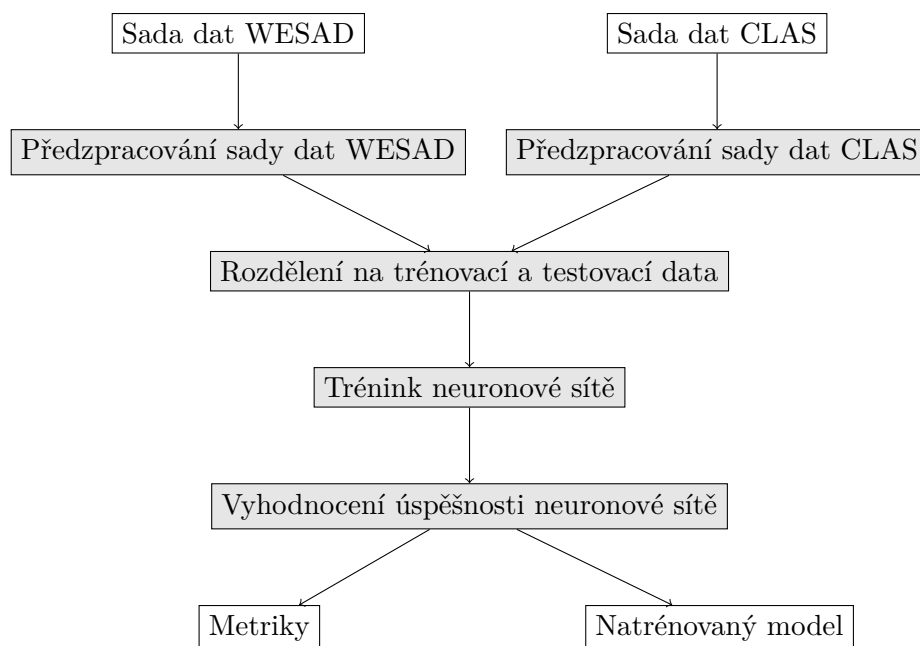 Sada dat WESAD
Sada dat CLAS
Předzpracování sady dat WESAD
Předzpracování sady dat CLAS
Rozdělení na trénovací a testovací data
Trénink neuronové sítě
Vyhodnocení úspěšnosti neuronové sítě
Metriky
Natrénovaný model